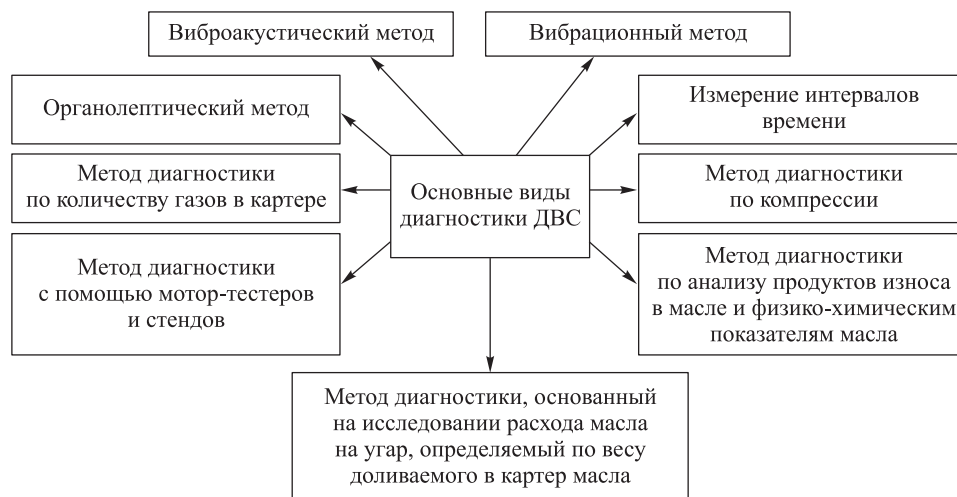 Виброакустический метод
Вибрационный метод
Органолептический метод
Измерение интервалов
времени
Метод диагностики
по количеству газов в картере
Основные виды
диагностики ДВС
Метод диагностики
по компрессии
Метод диагностики
с помощью мотор-тестеров
и стендов
Метод диагностики
по анализу продуктов износа
в масле и физико-химическим
показателям масла
Метод диагностики, основанный
на исследовании расхода масла
на угар, определяемый по весу
доливаемого в картер масла